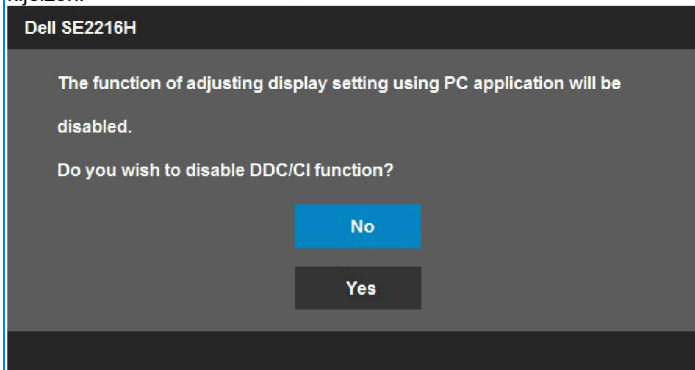 Dell SE2216H
The function of adjusting display setting using PC application will be
disabled.
Do you wish to disable DDC/CI function?
No
Yes